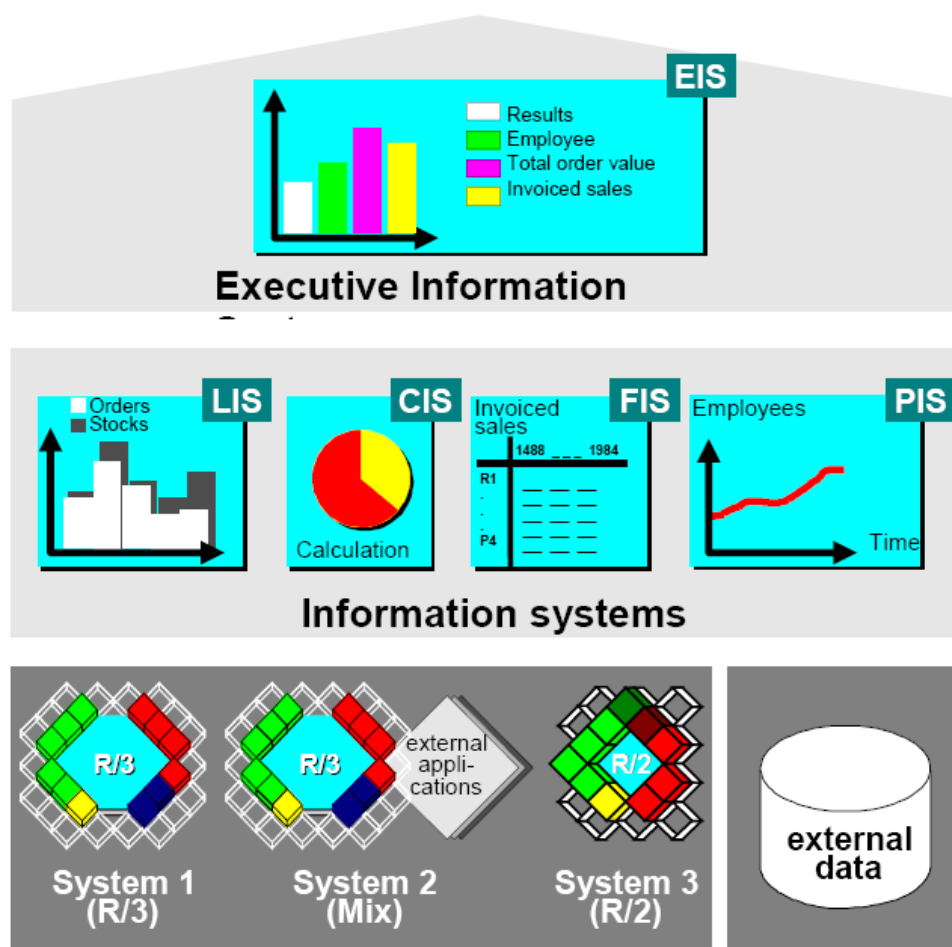 EIS
Results
Employee
Total order value
Invoiced sales
Executive Information
LIS
Orders
Stocks
CIS
Calculation
FIS
Invoiced
sales
1488 _ _ _ 1984
R1
.
.
.
P4
PIS
Employees
Time
Information systems
R/3
System 1
(R/3)
R/3
external
appli-
cations
System 2
(Mix)
R/2
System 3
(R/2)
external
data